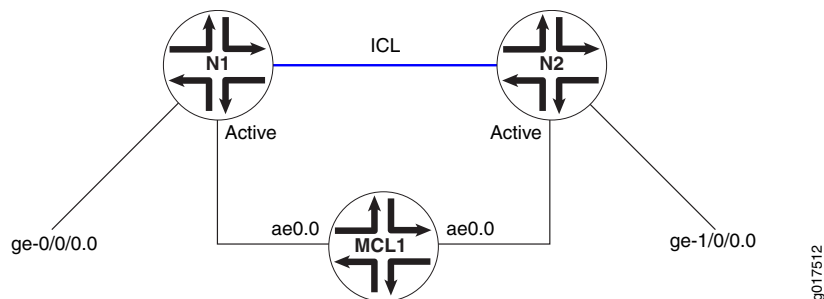 ICL
N1
N2
Active
Active
ae0.0
ae0.0
MCL1
ge-0/0/0.0
ge-1/0/0.0
g017512